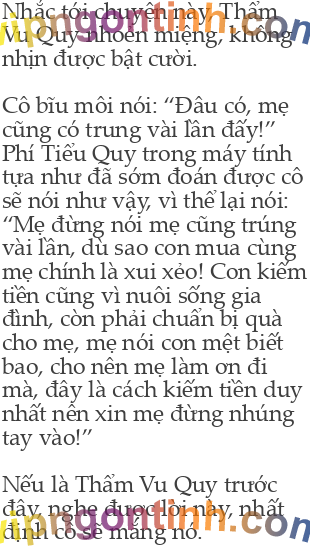 Nhắc tới chuyện này, Thẩm
Vu Quy nhoẻn miệng, không
nhịn được bật cười.
Cô bĩu môi nói: “Đâu có, mẹ
cũng có trung vài lần đấy!”
Phí Tiểu Quy trong máy tính
tựa như đã sớm đoán được cô
sẽ nói như vậy, vì thế lại nói:
“Mẹ đừng nói mẹ cũng trúng
vài lần, dù sao con mua cùng
mẹ chính là xui xẻo! Con kiếm
tiền cũng vì nuôi sống gia
đình, còn phải chuẩn bị quà
cho mẹ, mẹ nói con mệt biết
bao, cho nên mẹ làm ơn đi
mà, đây là cách kiếm tiền duy
nhất nên xin mẹ đừng nhúng
tay vào!”
Nếu là Thẩm Vu Quy trước
đây, nghe được lời này, nhất
định cô sẽ mắng nó.
vipngontinh.com
vipngontinh.com